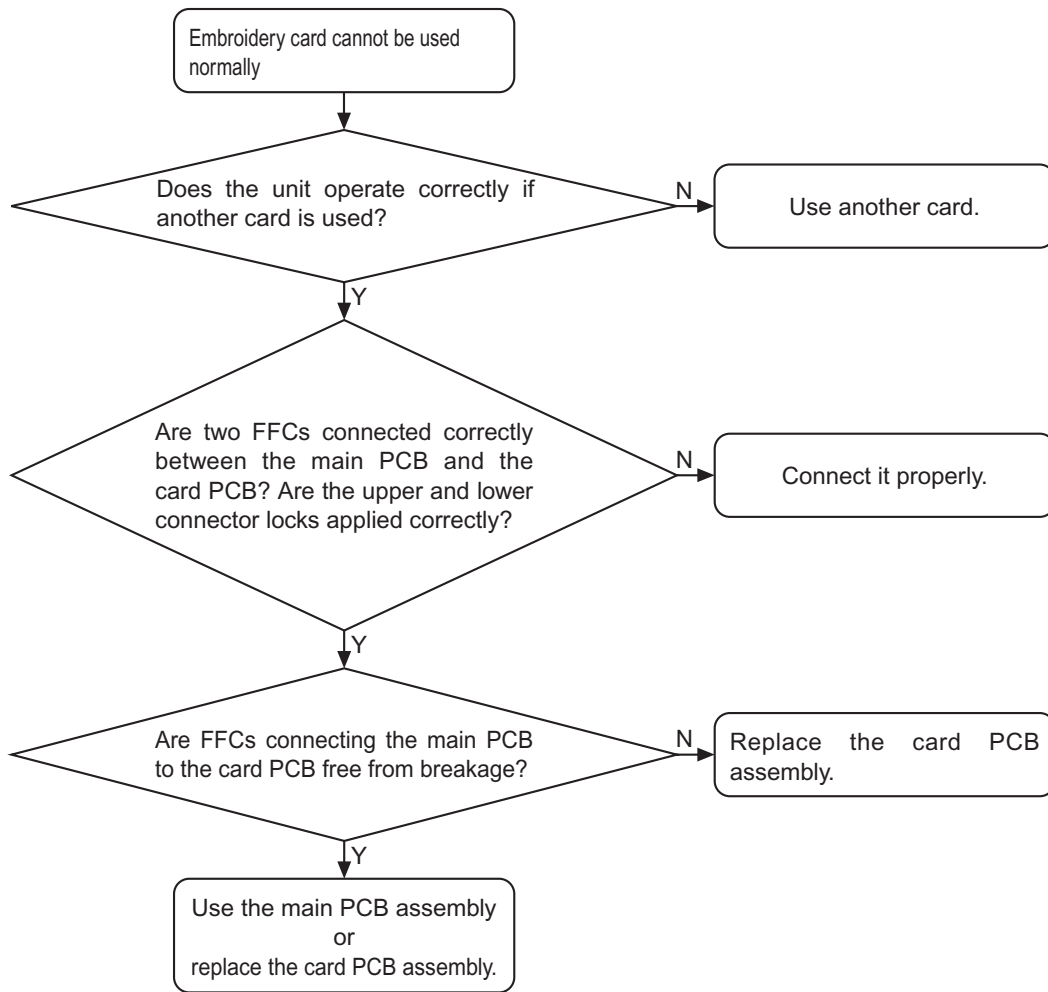 Embroidery card cannot be used
normally
Does the unit operate correctly if
another card is used?
N
Use another card.
Y
Are two FFCs connected correctly
between the main PCB and the
card PCB? Are the upper and lower
connector locks applied correctly?
N
Connect it properly.
Y
Are FFCs connecting the main PCB
to the card PCB free from breakage?
N
Replace the card PCB
assembly.
Y
Use the main PCB assembly
or
replace the card PCB assembly.